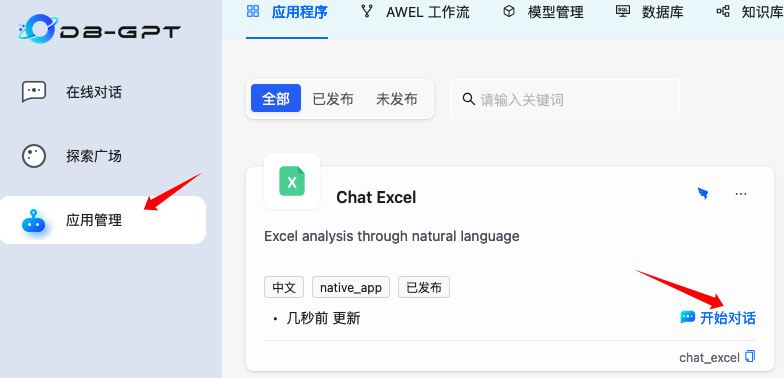 DB-GPT
在线对话
探索广场
应用管理
应用程序 AWEL 工作流 模型管理 数据库 知识库
全部 已发布 未发布 请输入关键词
X
Chat Excel
Excel analysis through natural language
中文 native_app 已发布
• 几秒前 更新 开始对话
chat_excel